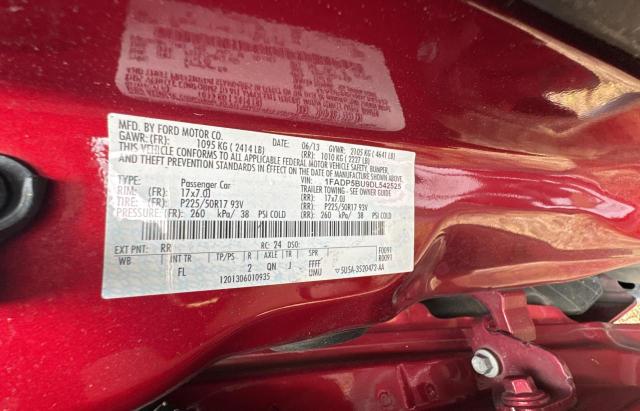 MFD. BY FORD MOTOR CO.
DATE: 06/13 GVWR: 2105 KG (4641 LB)
GAWR: (FR): 1095 KG (2414 LB) (RR): 1010 KG (2227 LB)
THIS VEHICLE CONFORMS TO ALL APPLICABLE FEDERAL MOTOR VEHICLE SAFETY, BUMPER,
AND THEFT PREVENTION STANDARDS IN EFFECT ON THE DATE OF MANUFACTURE SHOWN ABOVE.
VIN: 1FADP5BU9DL542525
TYPE: Passenger Car TRAILER TOWING - SEE OWNER GUIDE
RIM: (FR): 17x7.0J (RR): 17x7.0J
TIRE: (FR): P225/50R17 93V (RR): P225/50R17 93V
PRESSURE: (FR): 260 kPa/ 38 PSI COLD (RR): 260 kPa/ 38 PSI COLD
EXT PNT: RR RC: 24 DSO: F0091
WB INT TR TP/PS R AXLE TR SPR R0091
FL 2 QN J FFFF
UMU ▽5U5A-3520472-AA
1201306010935